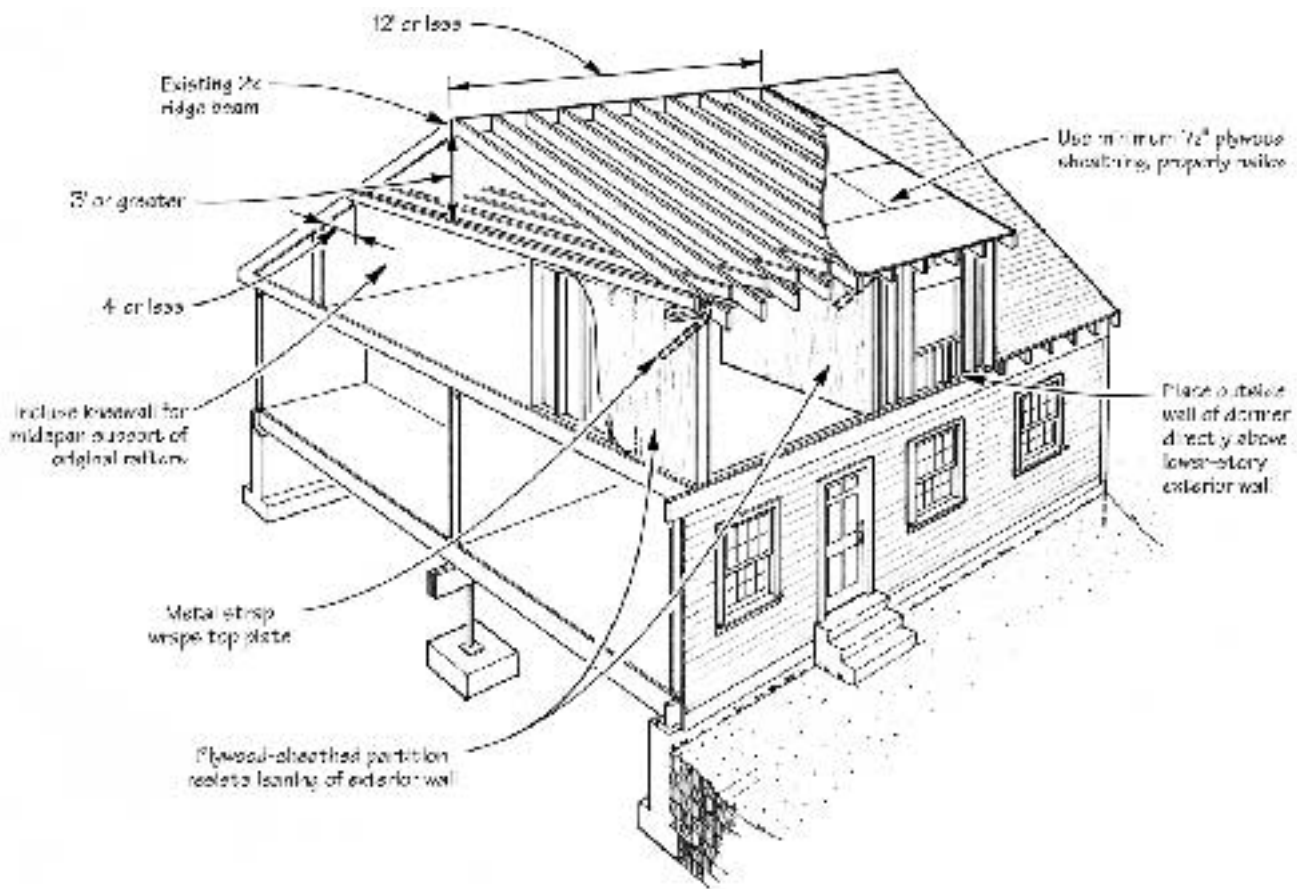 12' or less
Existing 2x
ridge beam
Use minimum 1/2" plywood
sheathing, properly nailed
3' or greater
4' or less
Include kneewall for
midspan support of
original rafters
Place outside
wall of dormer
directly above
lower-story
exterior wall
Metal strap
wraps top plate
Plywood-sheathed partition
resists leaning of exterior wall